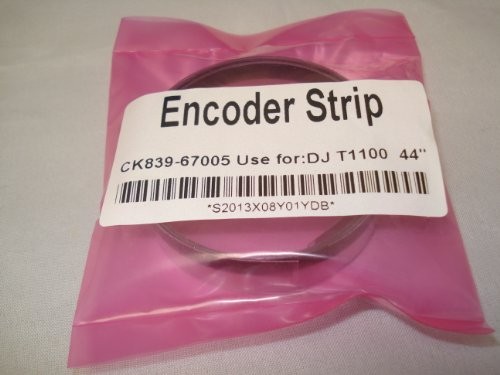 Encoder Strip
CK839-67005 Use for:DJ T1100 44"
*S2013X08Y01YDB*